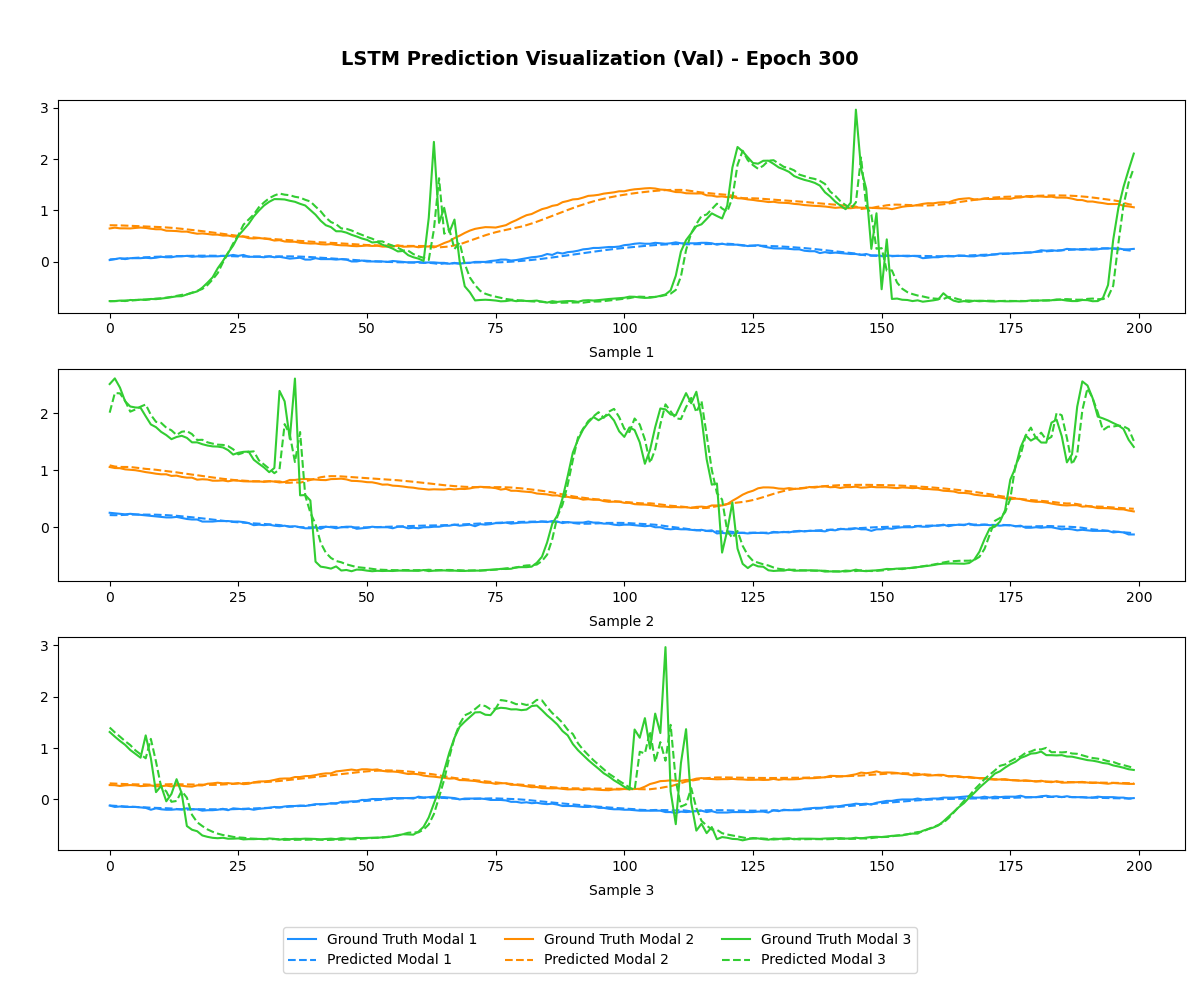 LSTM Prediction Visualization (Val) - Epoch 300
3
2
1
0
0 25 50 75 100 125 150 175 200
Sample 1
2
1
0
0 25 50 75 100 125 150 175 200
Sample 2
3
2
1
0
0 25 50 75 100 125 150 175 200
Sample 3
Ground Truth Modal 1 Ground Truth Modal 2 Ground Truth Modal 3
Predicted Modal 1 Predicted Modal 2 Predicted Modal 3